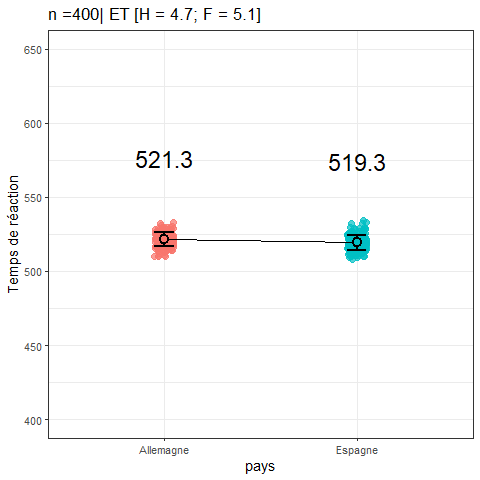 n =400| ET [H = 4.7; F = 5.1]
650
600
550
500
450
400
Temps de réaction
521.3
519.3
Allemagne
Espagne
pays